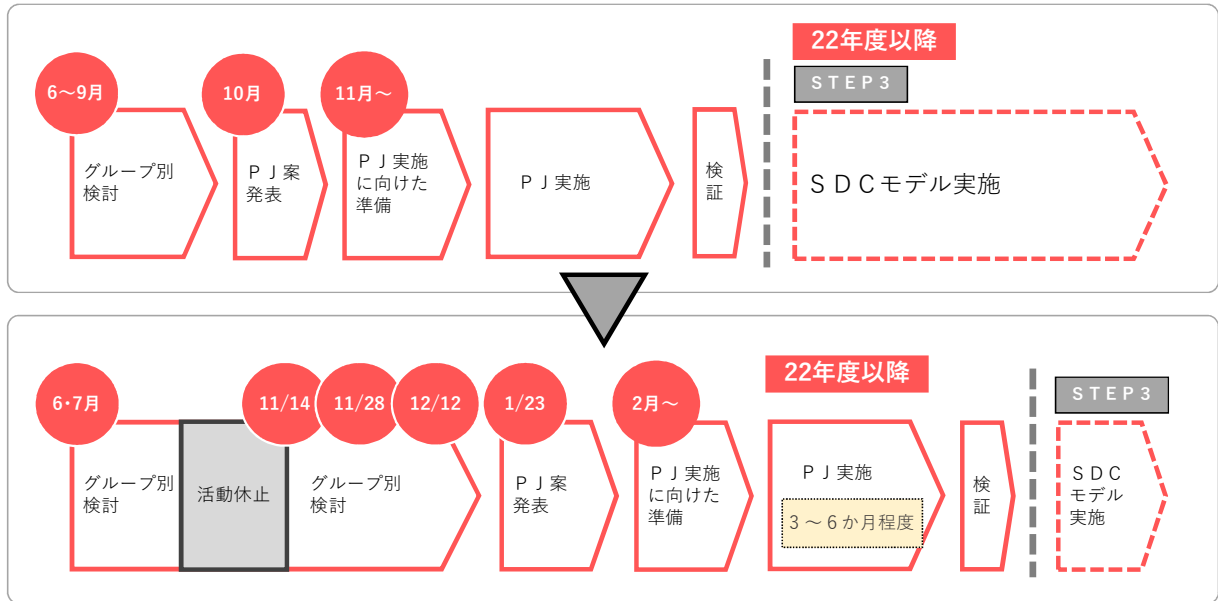 22年度以降
ＳＴＥＰ３
6～9月
10月
11月～
グループ別
検討
ＰＪ案
発表
ＰＪ実施
に向けた
準備
ＰＪ実施
検
証
ＳＤＣモデル実施
22年度以降
ＳＴＥＰ３
6･7月
11/14
11/28
12/12
1/23
2月～
グループ別
検討
活動休止
グループ別
検討
ＰＪ案
発表
ＰＪ実施
に向けた
準備
ＰＪ実施
３～６か月程度
検
証
ＳＤＣ
モデル
実施